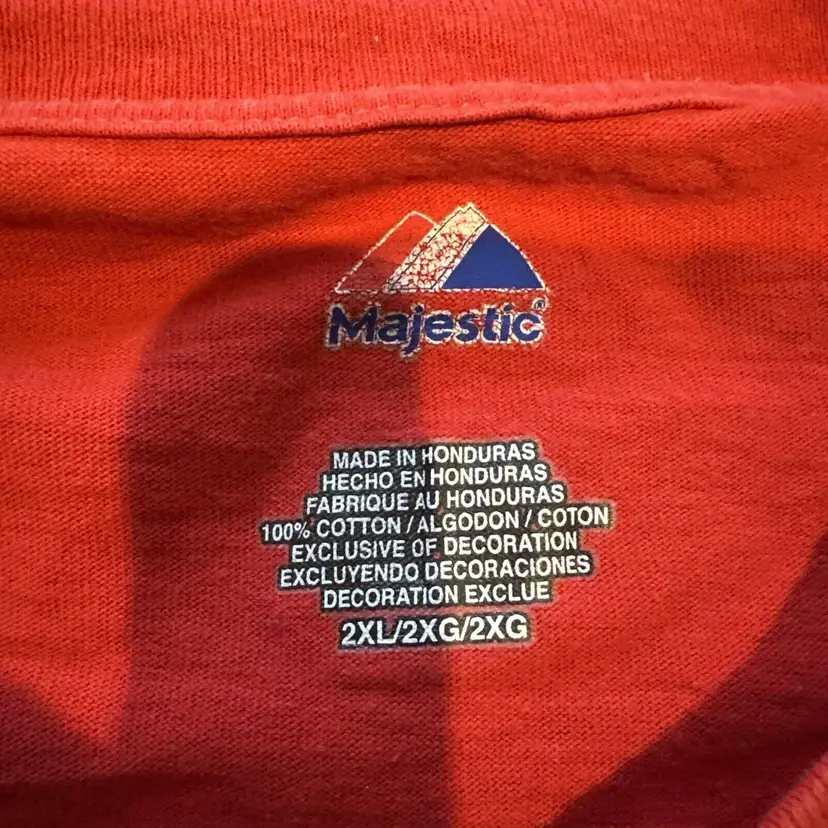 Majestic®
MADE IN HONDURAS
HECHO EN HONDURAS
FABRIQUE AU HONDURAS
100% COTTON / ALGODON / COTON
EXCLUSIVE OF DECORATION
EXCLUYENDO DECORACIONES
DECORATION EXCLUE
2XL/2XG/2XG